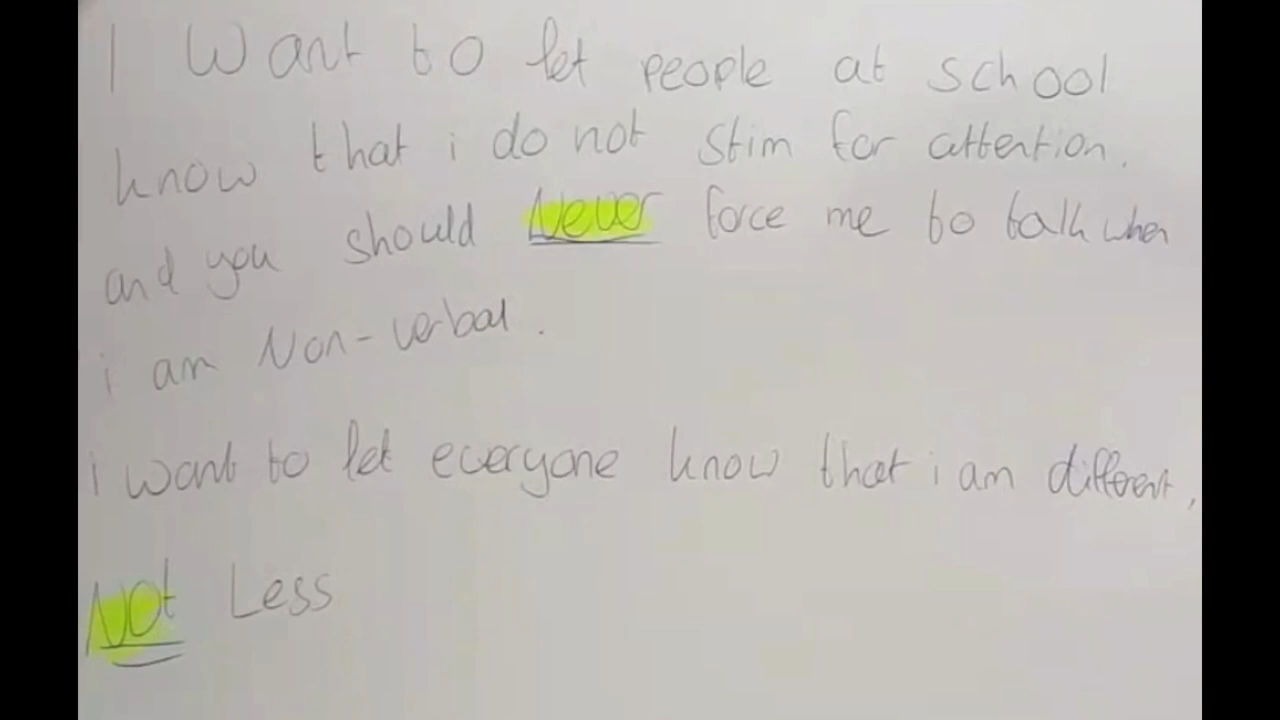 I want to let people at school
know that i do not stim for attention.
and you should Never force me to talk when
i am Non-verbal.
i want to let everyone know that i am different,
Not Less